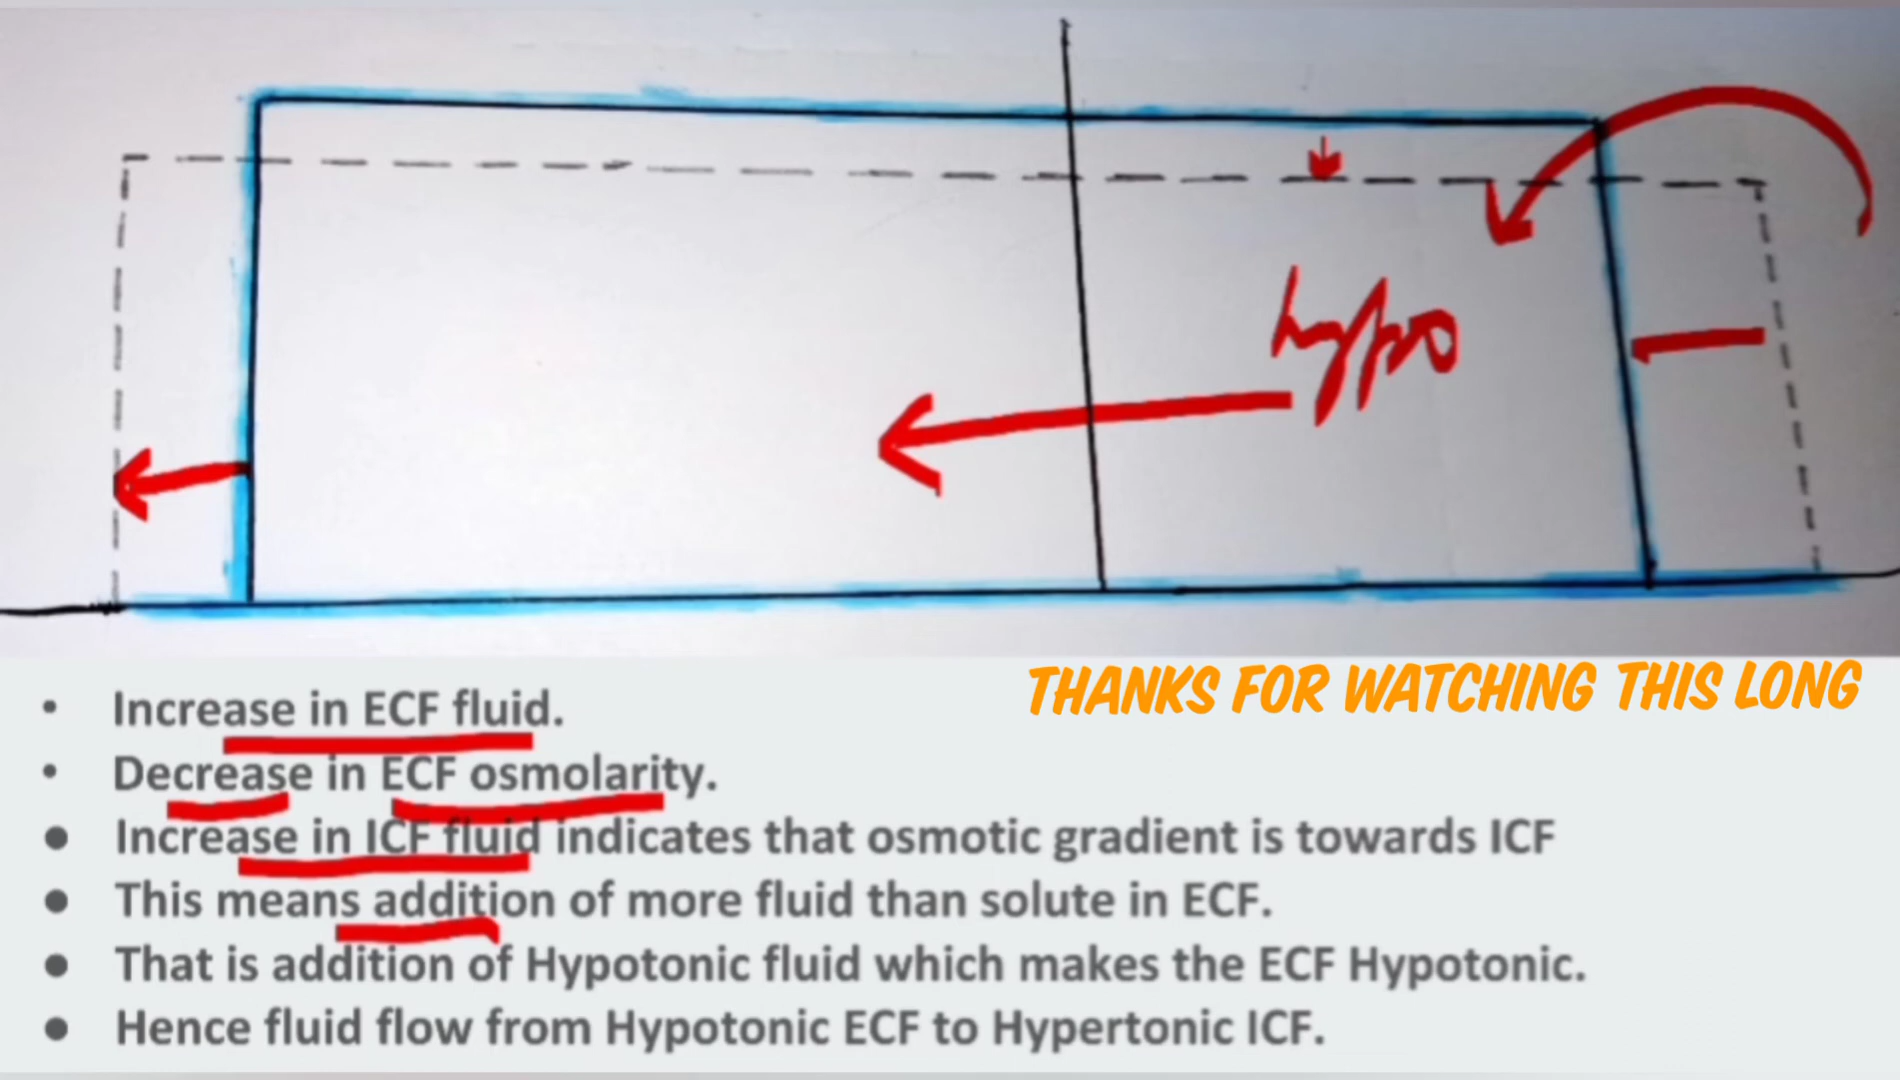 hypo
THANKS FOR WATCHING THIS LONG
• Increase in ECF fluid.
• Decrease in ECF osmolarity.
● Increase in ICF fluid indicates that osmotic gradient is towards ICF
● This means addition of more fluid than solute in ECF.
● That is addition of Hypotonic fluid which makes the ECF Hypotonic.
● Hence fluid flow from Hypotonic ECF to Hypertonic ICF.